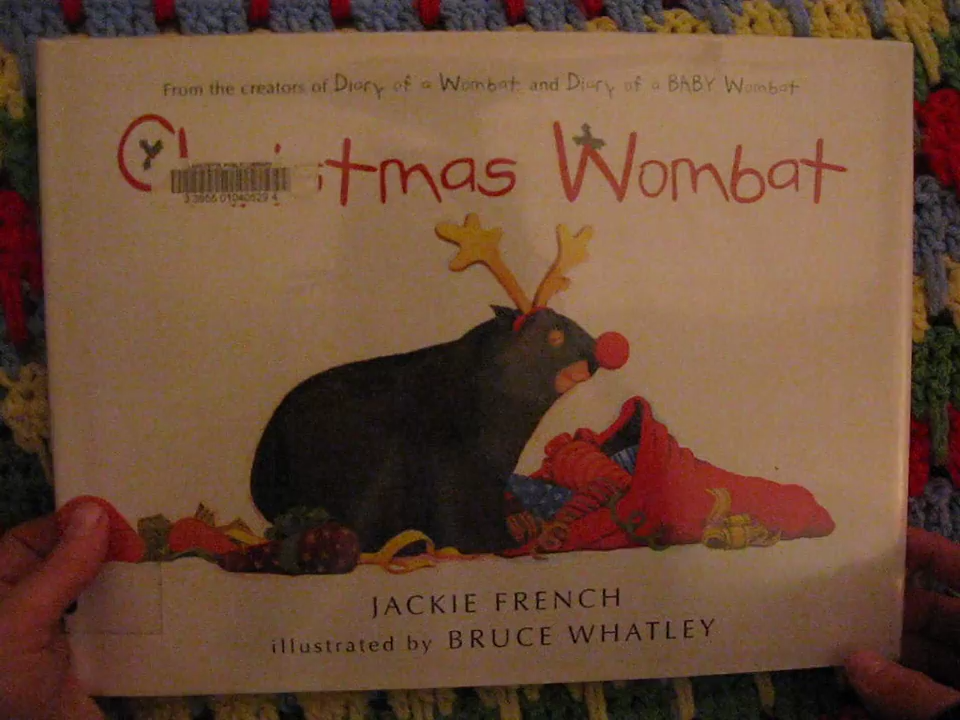 From the creators of Diary of a Wombat and Diary of a BABY Wombat
Christmas Wombat
3 3955 01040529 4
JACKIE FRENCH
illustrated by BRUCE WHATLEY